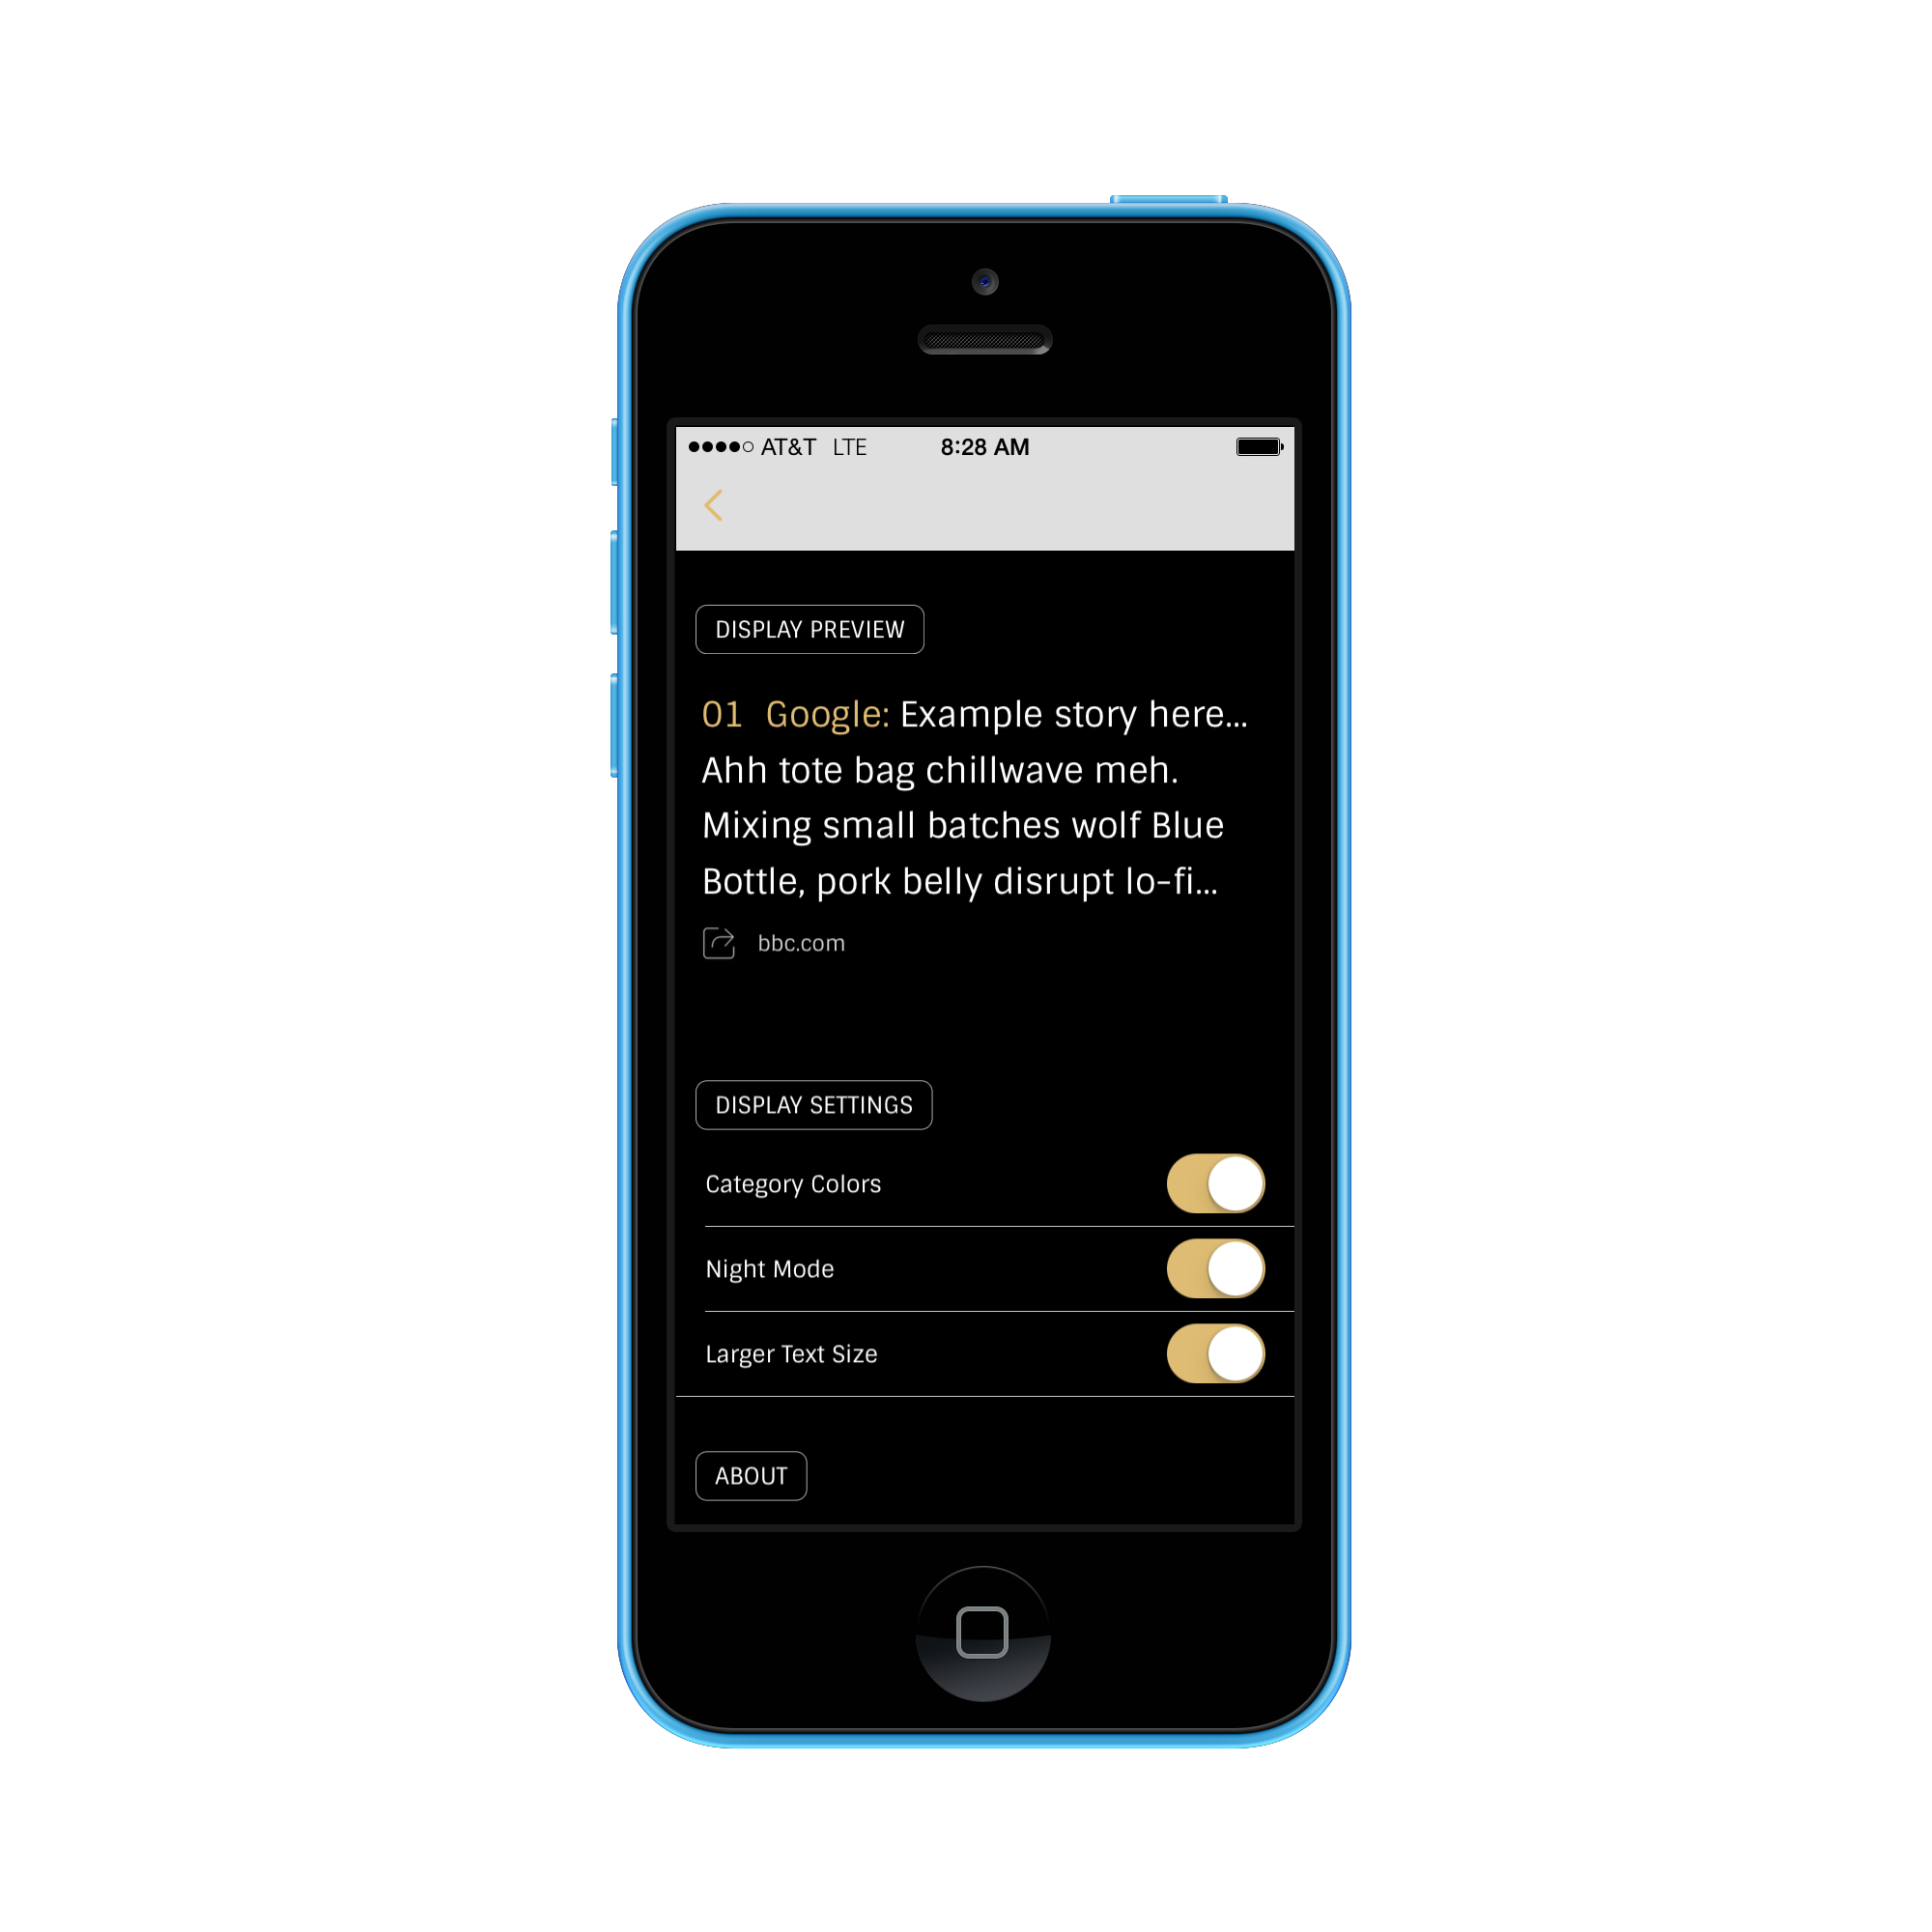 AT&T LTE 8:28 AM
DISPLAY PREVIEW
01 Google: Example story here...
Ahh tote bag chillwave meh.
Mixing small batches wolf Blue
Bottle, pork belly disrupt lo-fi...
bbc.com
DISPLAY SETTINGS
Category Colors
Night Mode
Larger Text Size
ABOUT